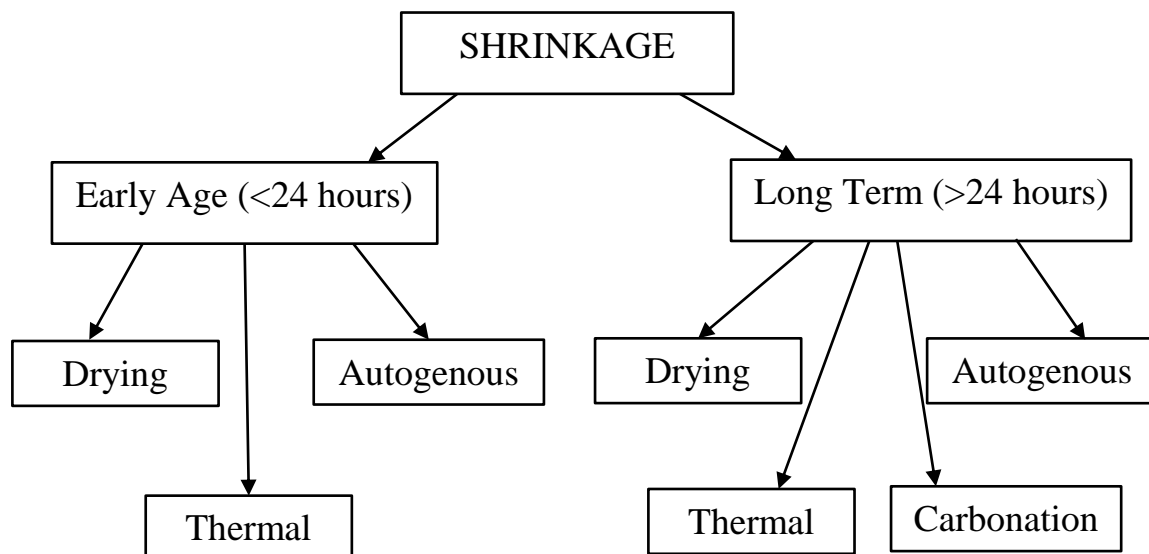 SHRINKAGE
Early Age (<24 hours)
Long Term (>24 hours)
Drying
Autogenous
Drying
Autogenous
Thermal
Thermal
Carbonation